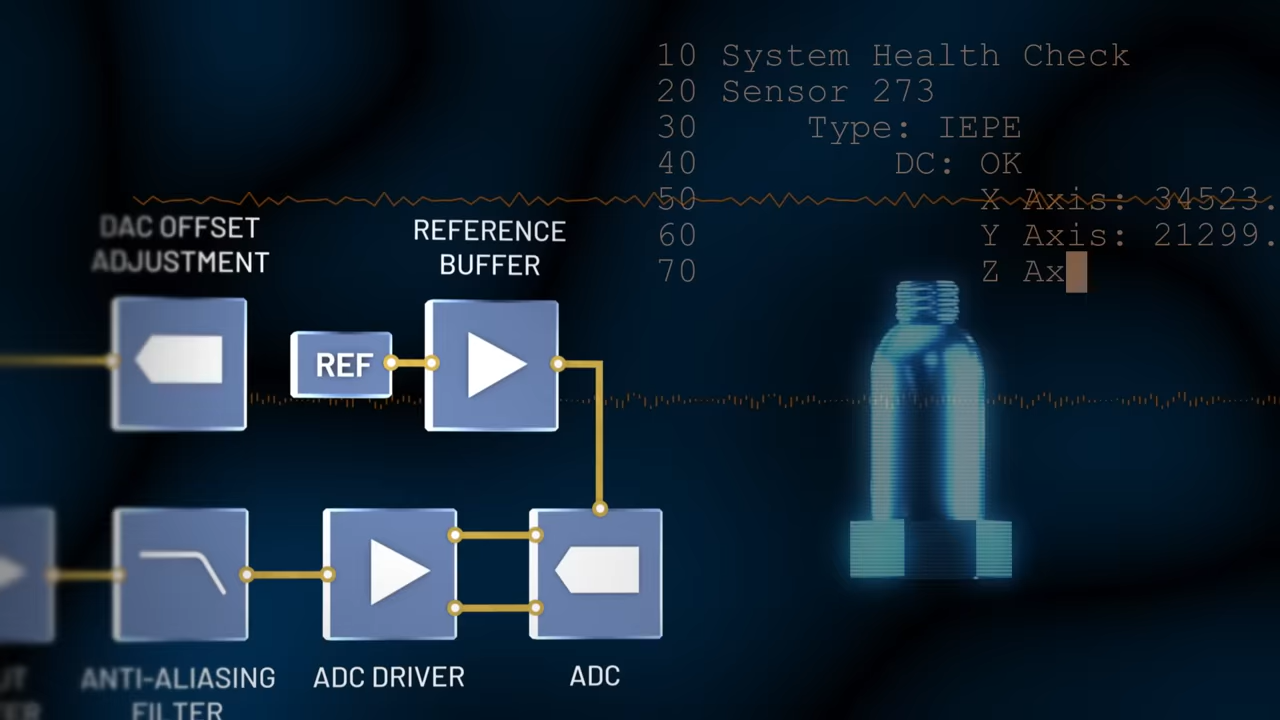 10 System Health Check
20 Sensor 273
30 Type: IEPE
40 DC: OK
50 X Axis: 34523.
60 Y Axis: 21299.
70 Z Ax
DAC OFFSET
ADJUSTMENT
REFERENCE
BUFFER
REF
ANTI-ALIASING
FILTER
ADC DRIVER
ADC